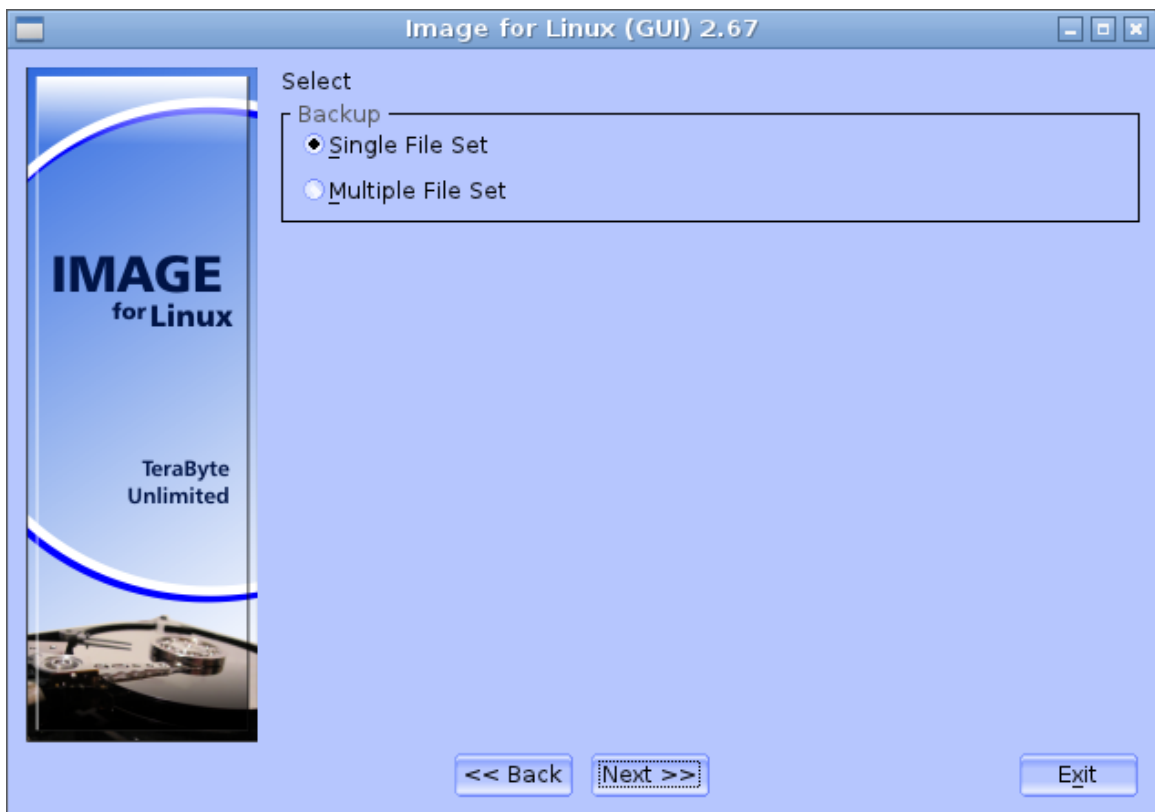 Image for Linux (GUI) 2.67
Select
Backup
Single File Set
Multiple File Set
IMAGE
for Linux
TeraByte
Unlimited
<< Back
Next >>
Exit